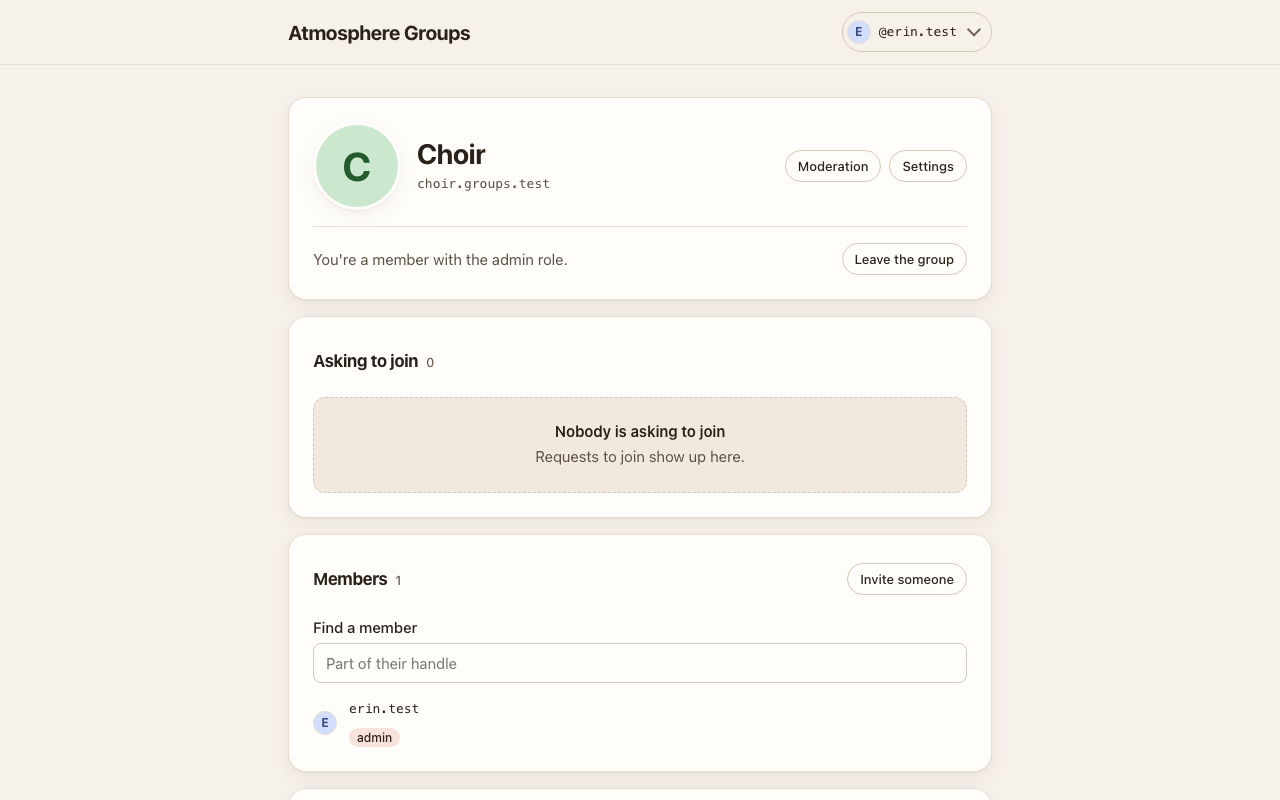 Atmosphere Groups
E @erin.test
C
Choir
choir.groups.test
Moderation
Settings
You're a member with the admin role.
Leave the group
Asking to join 0
Nobody is asking to join
Requests to join show up here.
Members 1
Invite someone
Find a member
Part of their handle
E
erin.test
admin